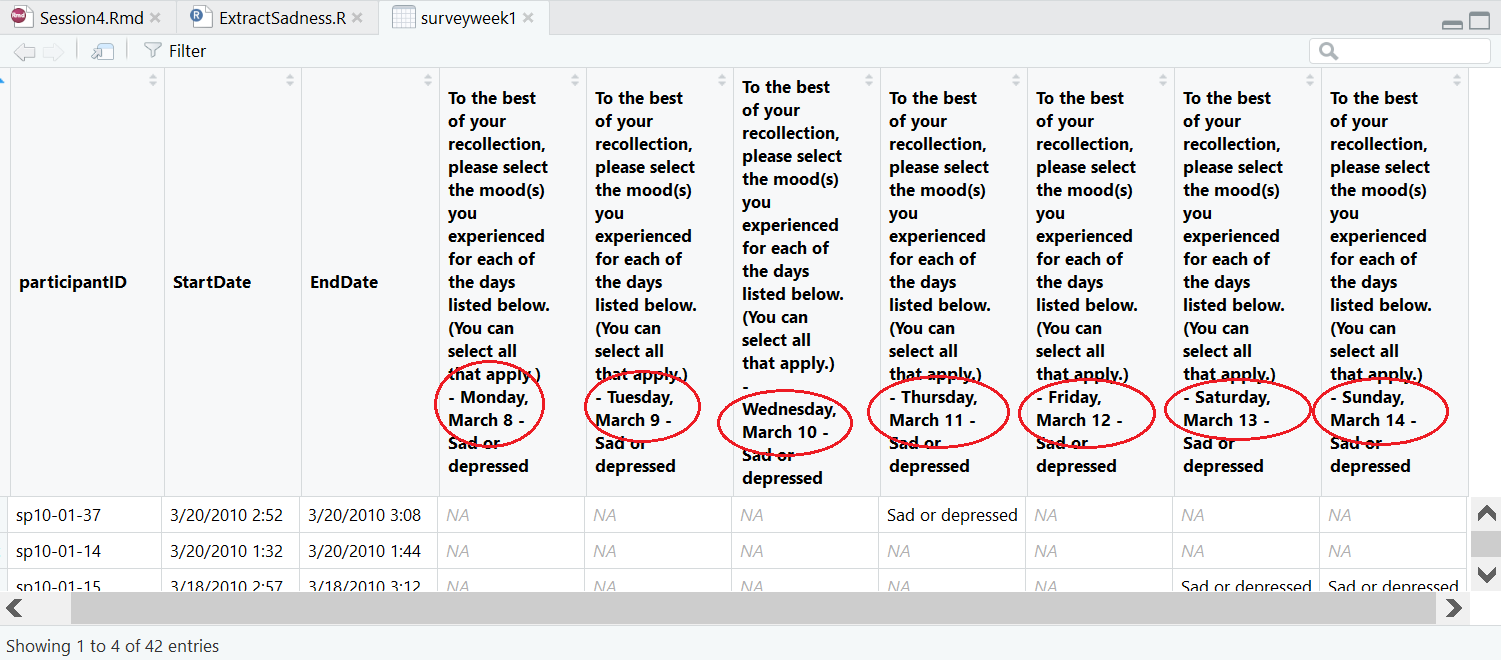 Session4.Rmd
ExtractSadness.R
surveyweek1
Filter
participantID
StartDate
EndDate
To the best
of your
recollection,
please select
the mood(s)
you
experienced
for each of
the days
listed below.
(You can
select all
that apply.)
- Monday,
March 8 -
Sad or
depressed
To the best
of your
recollection,
please select
the mood(s)
you
experienced
for each of
the days
listed below.
(You can
select all
that apply.)
- Tuesday,
March 9 -
Sad or
depressed
To the best
of your
recollection,
please select
the mood(s)
you
experienced
for each of
the days
listed below.
(You can
select all
that apply.)
-
Wednesday,
March 10 -
Sad or
depressed
To the best
of your
recollection,
please select
the mood(s)
you
experienced
for each of
the days
listed below.
(You can
select all
that apply.)
- Thursday,
March 11 -
Sad or
depressed
To the best
of your
recollection,
please select
the mood(s)
you
experienced
for each of
the days
listed below.
(You can
select all
that apply.)
- Friday,
March 12 -
Sad or
depressed
To the best
of your
recollection,
please select
the mood(s)
you
experienced
for each of
the days
listed below.
(You can
select all
that apply.)
- Saturday,
March 13 -
Sad or
depressed
To the best
of your
recollection,
please select
the mood(s)
you
experienced
for each of
the days
listed below.
(You can
select all
that apply.)
- Sunday,
March 14 -
Sad or
depressed
sp10-01-37 3/20/2010 2:52 3/20/2010 3:08 NA NA NA Sad or depressed NA NA NA
sp10-01-14 3/20/2010 1:32 3/20/2010 1:44 NA NA NA NA NA NA NA
sp10-01-15 3/18/2010 2:57 3/18/2010 3:12 NA NA NA NA NA Sad or depressed Sad or depressed
Showing 1 to 4 of 42 entries